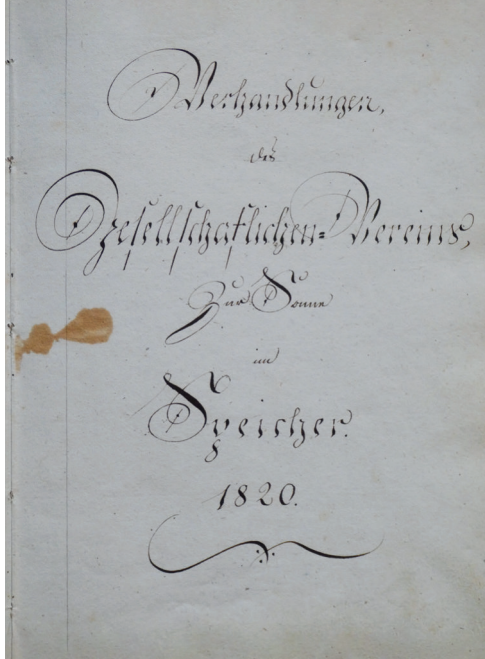 Verhandlungen,
des
Gesellschaftlichen=Vereins,
Zur Sonne
im
Speicher.
1820.